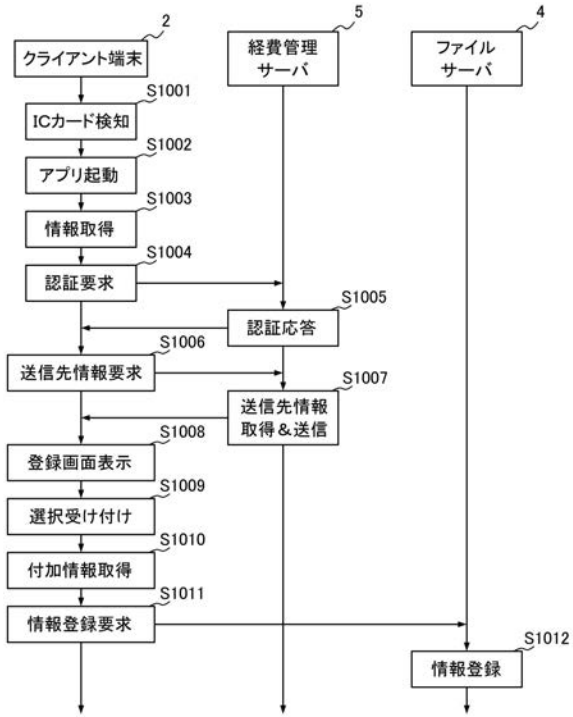 2
クライアント端末
5
経費管理
サーバ
4
ファイル
サーバ
S1001
ICカード検知
S1002
アプリ起動
S1003
情報取得
S1004
認証要求
S1005
認証応答
S1006
送信先情報要求
S1007
送信先情報
取得&送信
S1008
登録画面表示
S1009
選択受け付け
S1010
付加情報取得
S1011
情報登録要求
S1012
情報登録